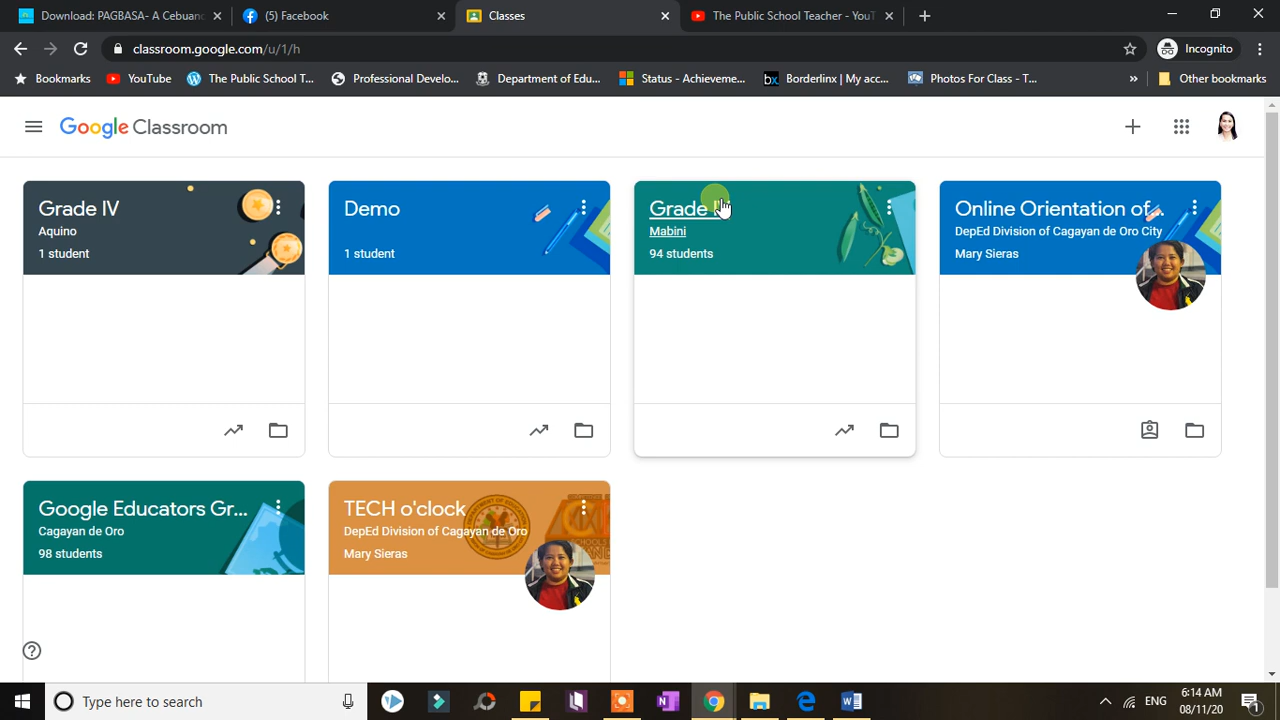 Download: PAGBASA- A Cebuano
(5) Facebook
Classes
The Public School Teacher - YouT
classroom.google.com/u/1/h
Incognito
Bookmarks
YouTube
The Public School T...
Professional Develo...
Department of Edu...
Status - Achieveme...
bx
Borderlinx | My acc...
Photos For Class - T...
»
Other bookmarks
Google Classroom
Grade IV
Aquino
1 student
Demo
1 student
Grade
Mabini
94 students
Online Orientation of...
DepEd Division of Cagayan de Oro City
Mary Sieras
Google Educators Gr...
Cagayan de Oro
98 students
TECH o'clock
DepEd Division of Cagayan de Oro
Mary Sieras
Type here to search
ENG
6:14 AM
08/11/20
1